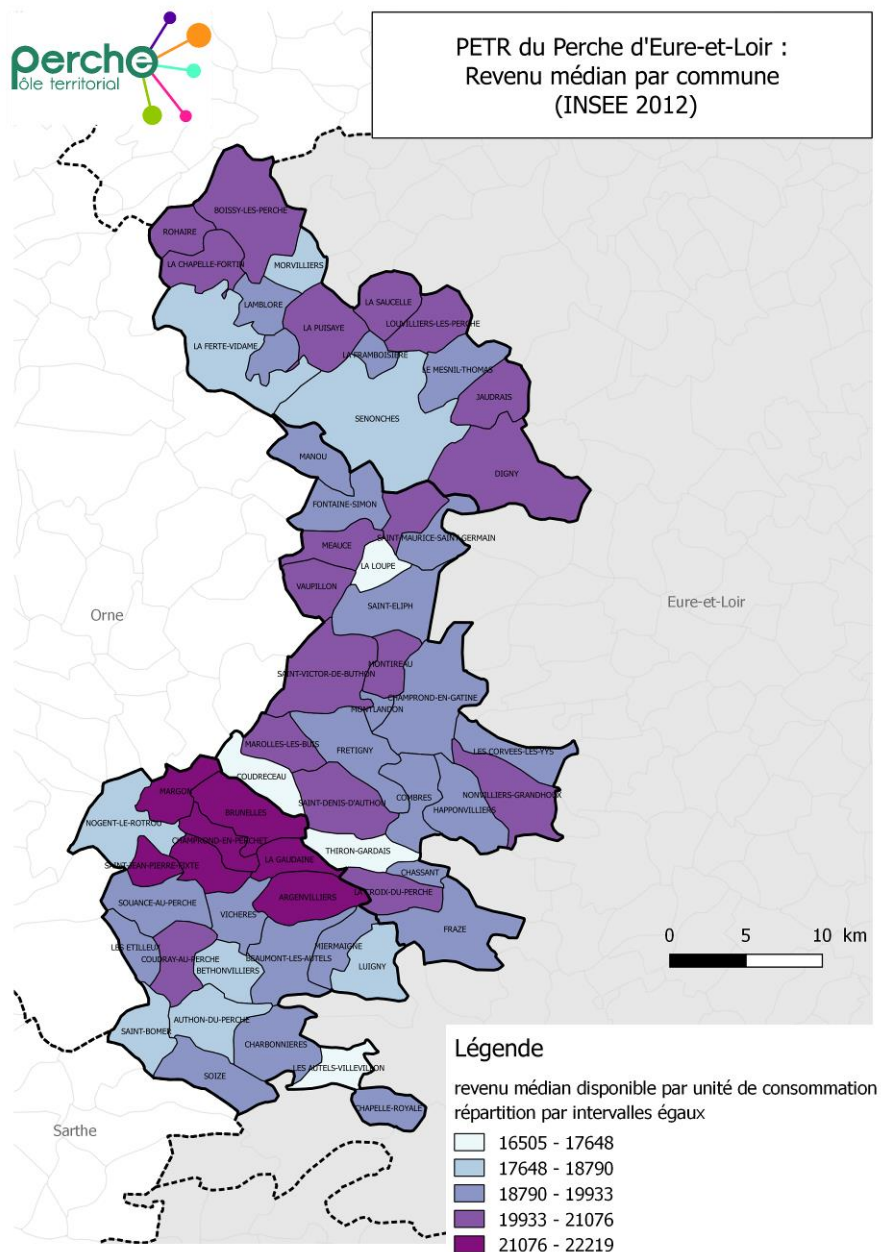 perche
pôle territorial
PETR du Perche d'Eure-et-Loir :
Revenu médian par commune
(INSEE 2012)
BOISSY-LES-PERCHE
ROHAIRE
LA CHAPELLE-FORTIN
MORVILLIERS
LAMBLORE
LA SAUCELLE
LA PUISAYE
LOUVILLIERS-LES-PERCHE
LA FERTE-VIDAME
LA FRAMBOISIERE
LE MESNIL-THOMAS
JAUDRAIS
SENONCHES
MANOU
DIGNY
FONTAINE-SIMON
SAINT-MAURICE-SAINT-GERMAIN
MEAUCE
LA LOUPE
VAUPILLON
SAINT-ELIPH
Orne
Eure-et-Loir
MONTIREAU
SAINT-VICTOR-DE-BUTHON
CHAMPROND-EN-GATINE
MONTLANDON
MAROLLES-LES-BUIS
FRETIGNY
LES CORVEES-LES-YYS
COUDRECEAU
MARGON
NONVILLIERS-GRANDHOUX
COMBRES
SAINT-DENIS-D'AUTHOU
HAPPONVILLIERS
BRUNELLES
NOGENT-LE-ROTROU
CHAMPROND-EN-PERCHET
THIRON-GARDAIS
LA GAUDAINE
SAINT-JEAN-PIERRE-FIXTE
CHASSANT
LA CROIX-DU-PERCHE
ARGENVILLIERS
SOUANCE-AU-PERCHE
VICHERES
FRAZE
LES ETILLEUX
MIERMAIGNE
COUDRAY-AU-PERCHE
BEAUMONT-LES-AUTELS
LUIGNY
BETHONVILLIERS
0 5 10 km
AUTHON-DU-PERCHE
SAINT-BOMER
CHARBONNIERES
LES AUTELS-VILLEVILLON
SOIZE
CHAPELLE-ROYALE
Sarthe
Légende
revenu médian disponible par unité de consommation
répartition par intervalles égaux
16505 - 17648
17648 - 18790
18790 - 19933
19933 - 21076
21076 - 22219